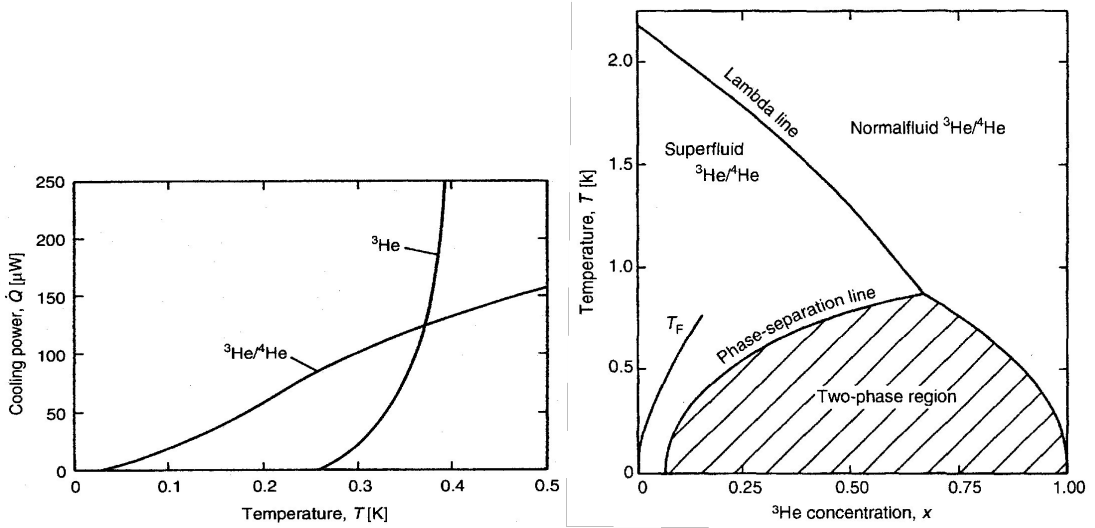 250
200
150
100
50
0
Cooling power, Q̇ [µW]
³He
³He/⁴He
0
0.1
0.2
0.3
0.4
0.5
Temperature, T [K]
2.0
1.5
1.0
0.5
0
Temperature, T [k]
Lambda line
Normalfluid ³He/⁴He
Superfluid
³He/⁴He
Phase-separation line
T_F
Two-phase region
0
0.25
0.50
0.75
1.00
³He concentration, x